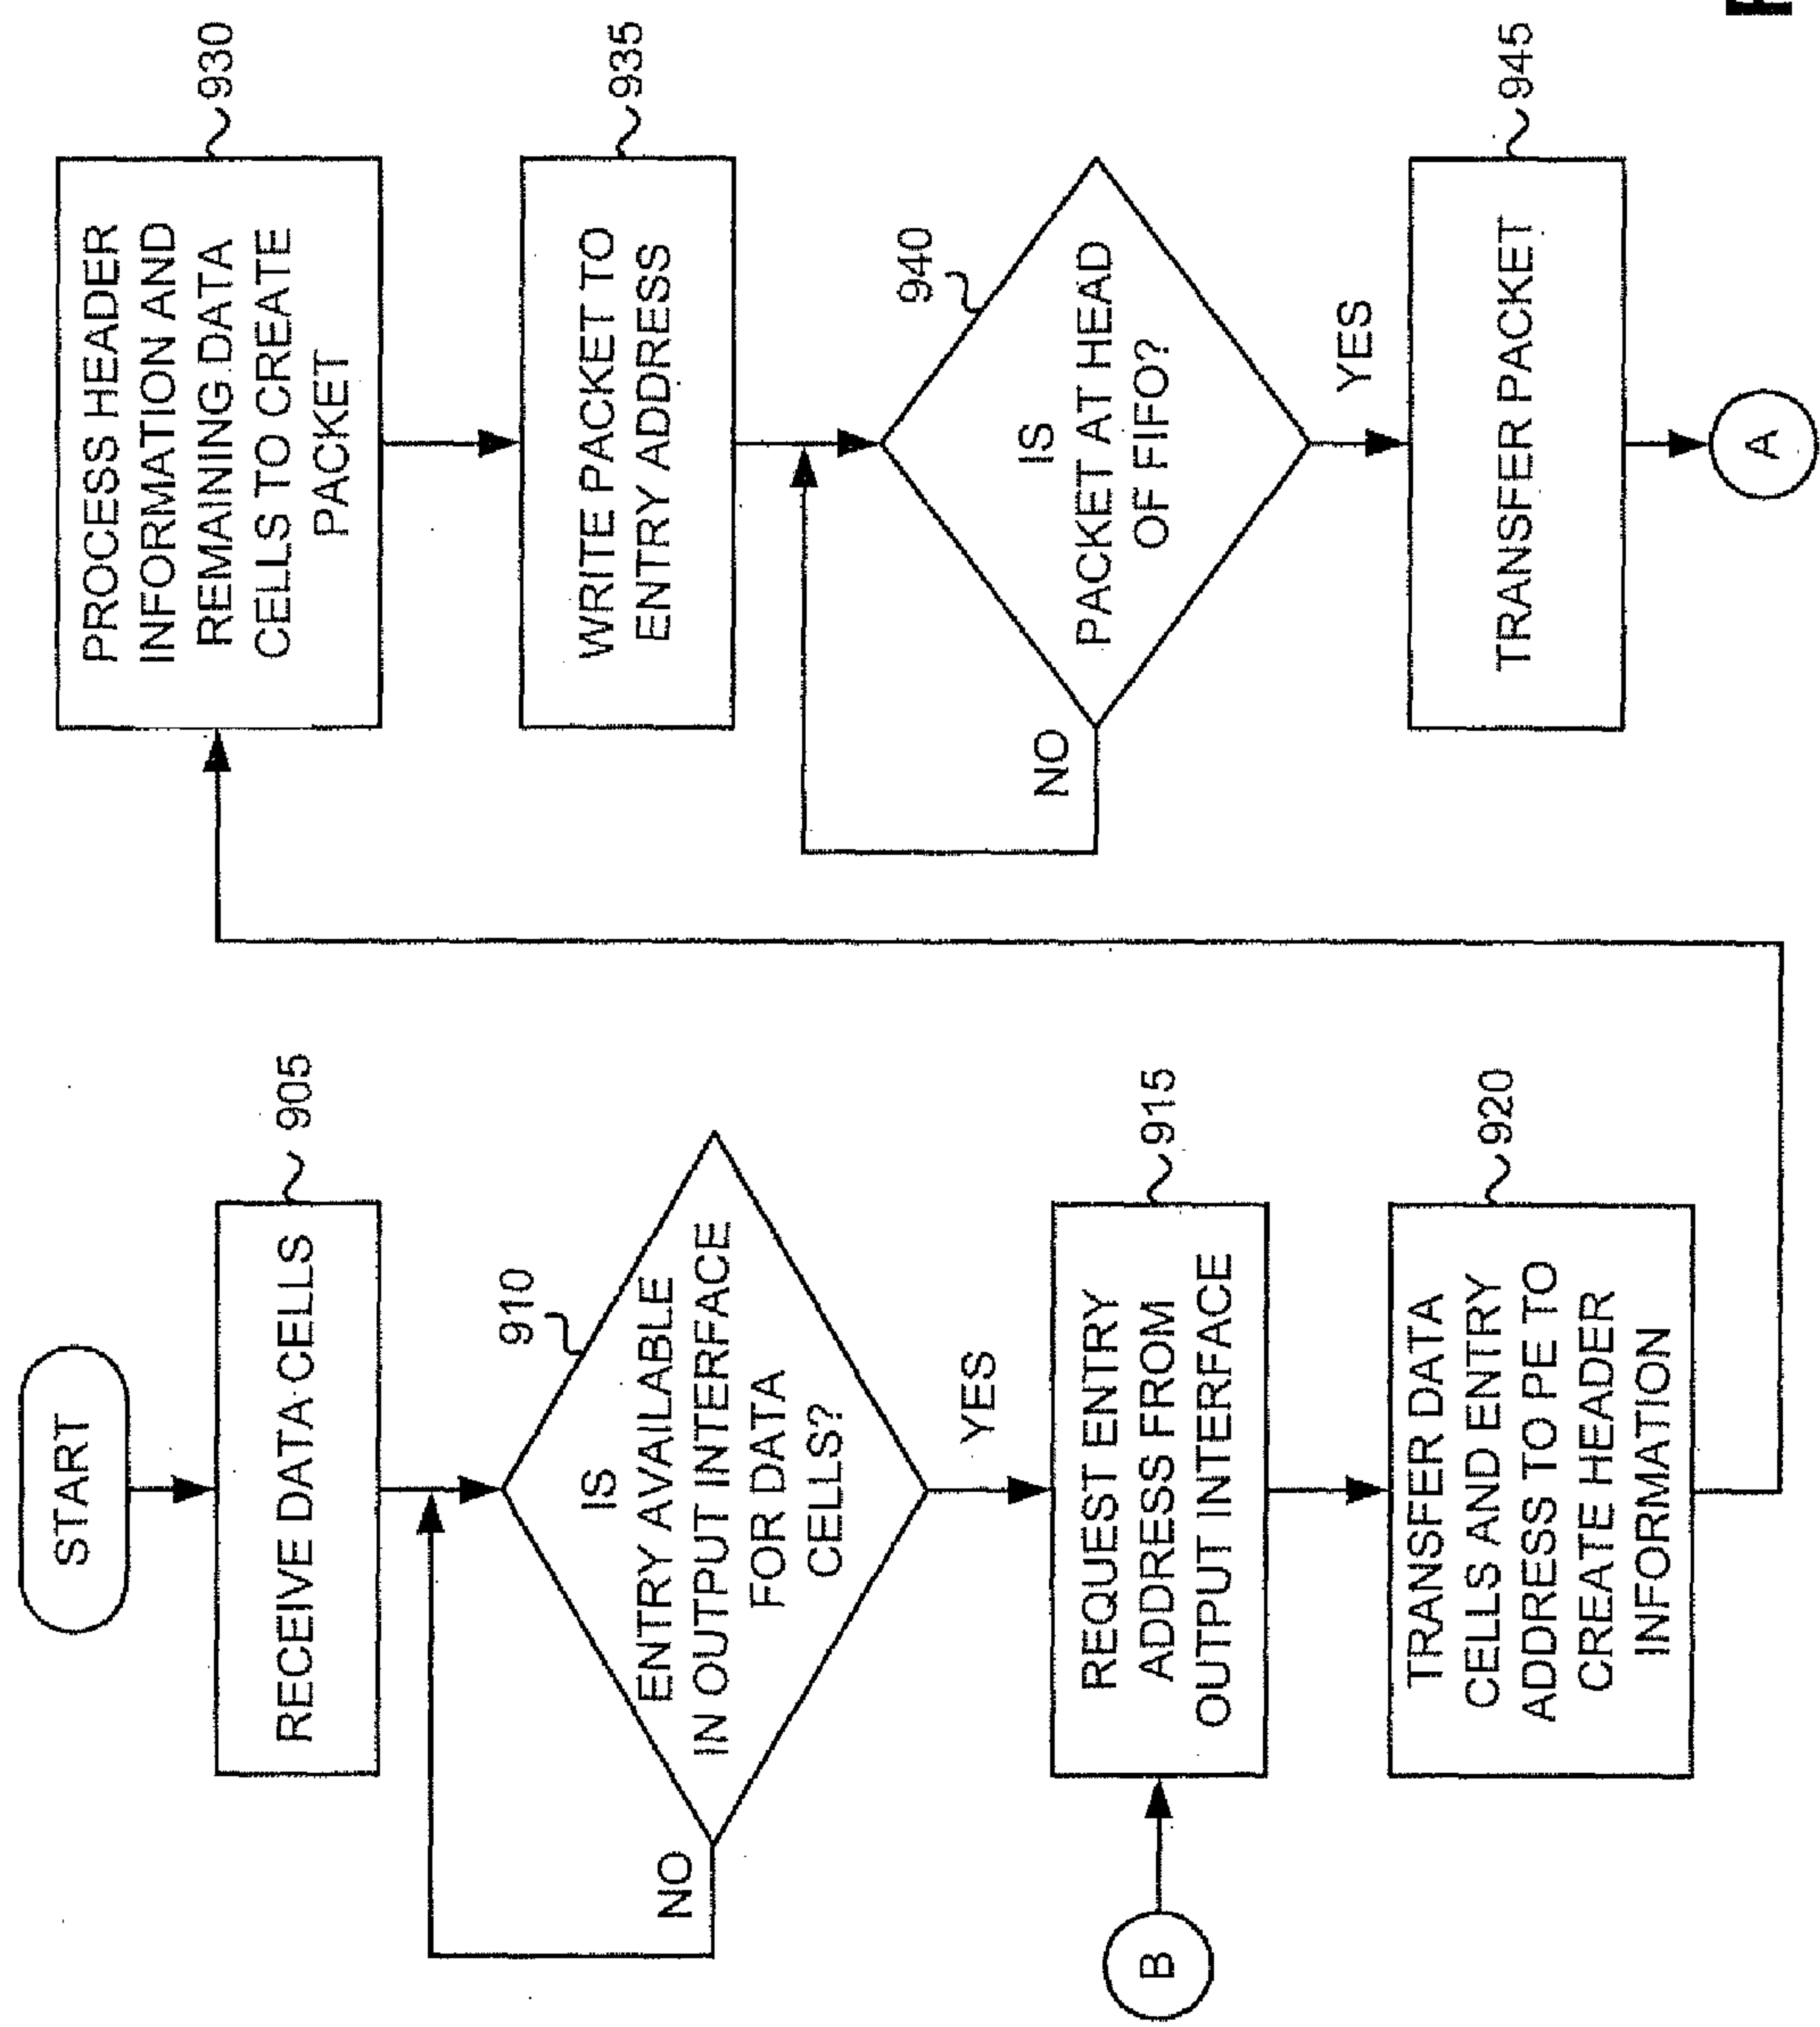 START
RECEIVE DATA CELLS
905
910
IS
ENTRY AVAILABLE
IN OUTPUT INTERFACE
FOR DATA
CELLS?
NO
YES
B
REQUEST ENTRY
ADDRESS FROM
OUTPUT INTERFACE
915
TRANSFER DATA
CELLS AND ENTRY
ADDRESS TO PE TO
CREATE HEADER
INFORMATION
920
PROCESS HEADER
INFORMATION AND
REMAINING DATA
CELLS TO CREATE
PACKET
930
WRITE PACKET TO
ENTRY ADDRESS
935
940
IS
PACKET AT HEAD
OF FIFO?
NO
YES
TRANSFER PACKET
945
A